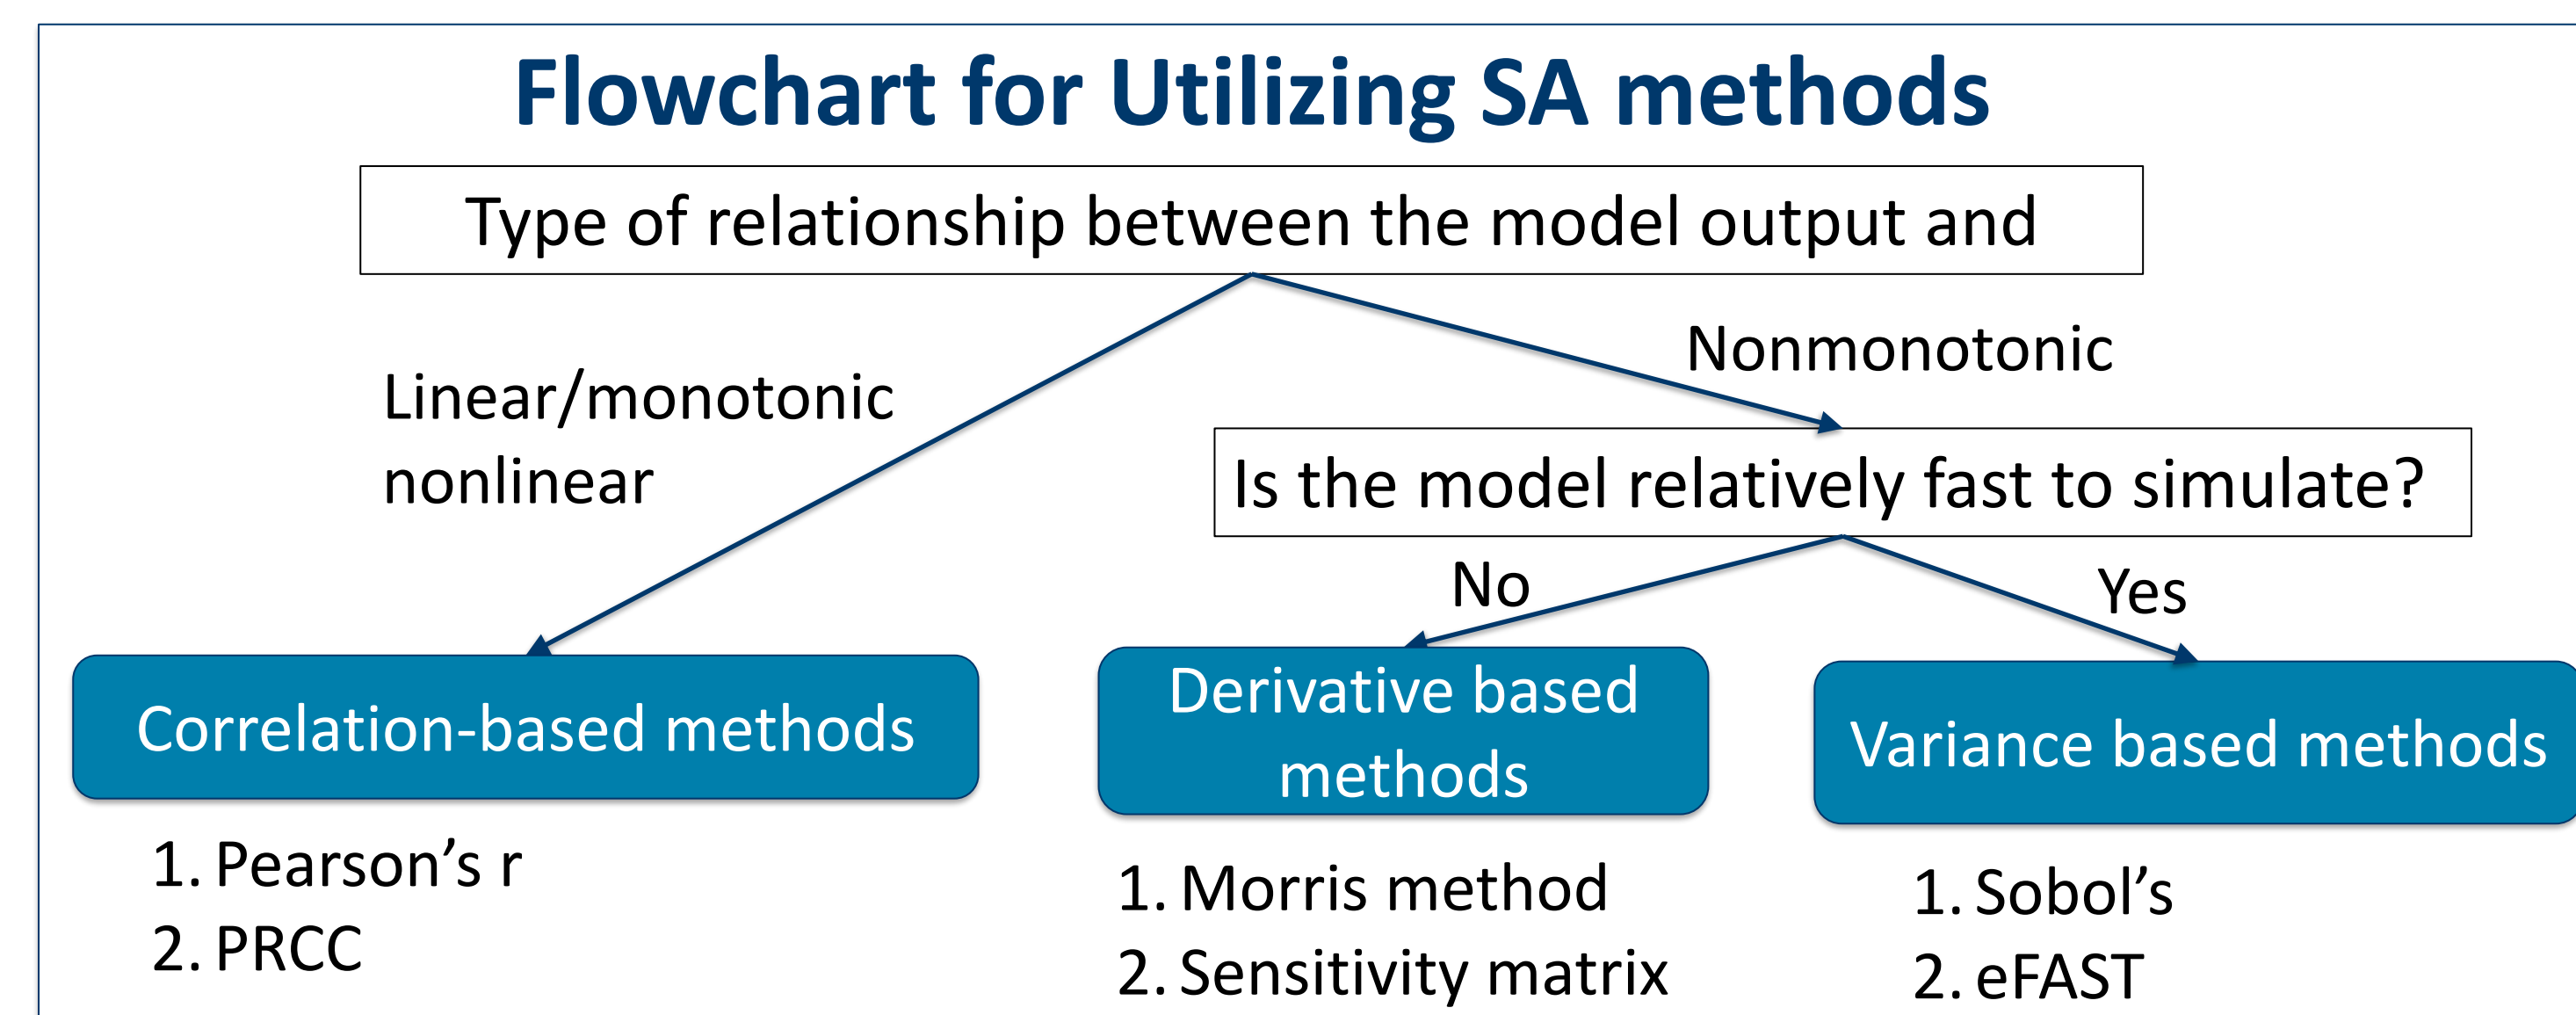 Flowchart for Utilizing SA methods
Type of relationship between the model output and
Nonmonotonic
Linear/monotonic
nonlinear
Is the model relatively fast to simulate?
No
Yes
Correlation-based methods
Derivative based
methods
Variance based methods
1. Pearson’s r
2. PRCC
1. Morris method
2. Sensitivity matrix
1. Sobol’s
2. eFAST